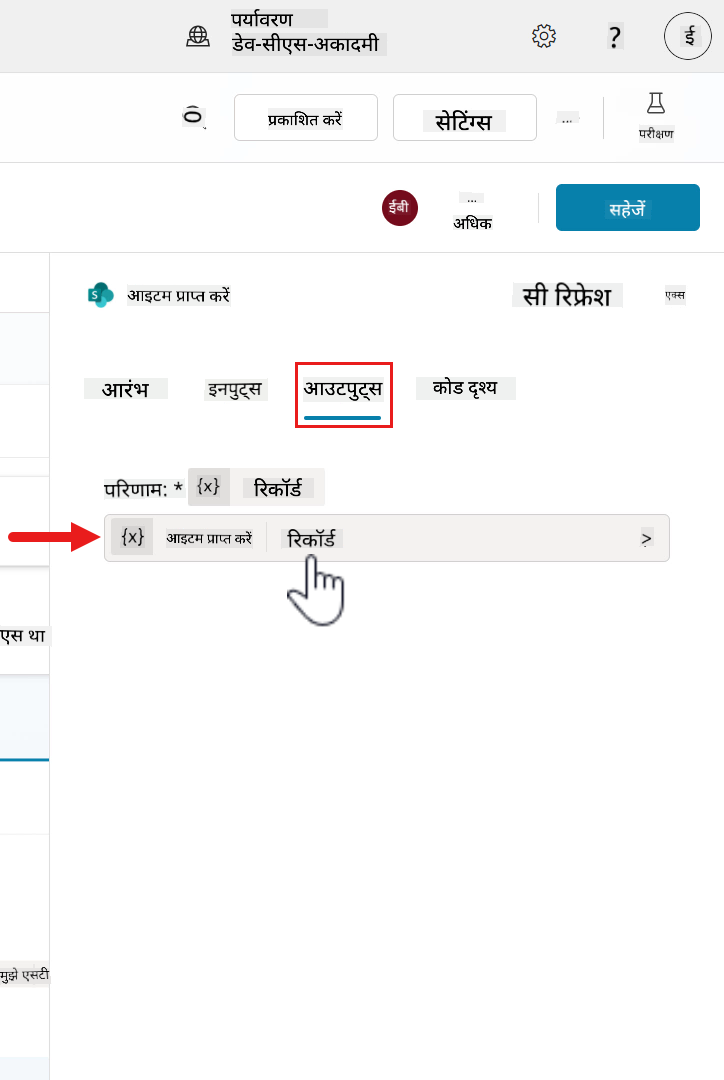 पर्यावरण
डेव-सीएस-अकादमी
?
ई
प्रकाशित करें
सेटिंग्स
...
परीक्षण
ईबी
...
अधिक
सहेजें
S
आइटम प्राप्त करें
सी रिफ्रेश
एक्स
आरंभ
इनपुट्स
आउटपुट्स
कोड दृश्य
परिणाम: * {x} रिकॉर्ड
{x} आइटम प्राप्त करें रिकॉर्ड >
एस था
मुझे एसटी